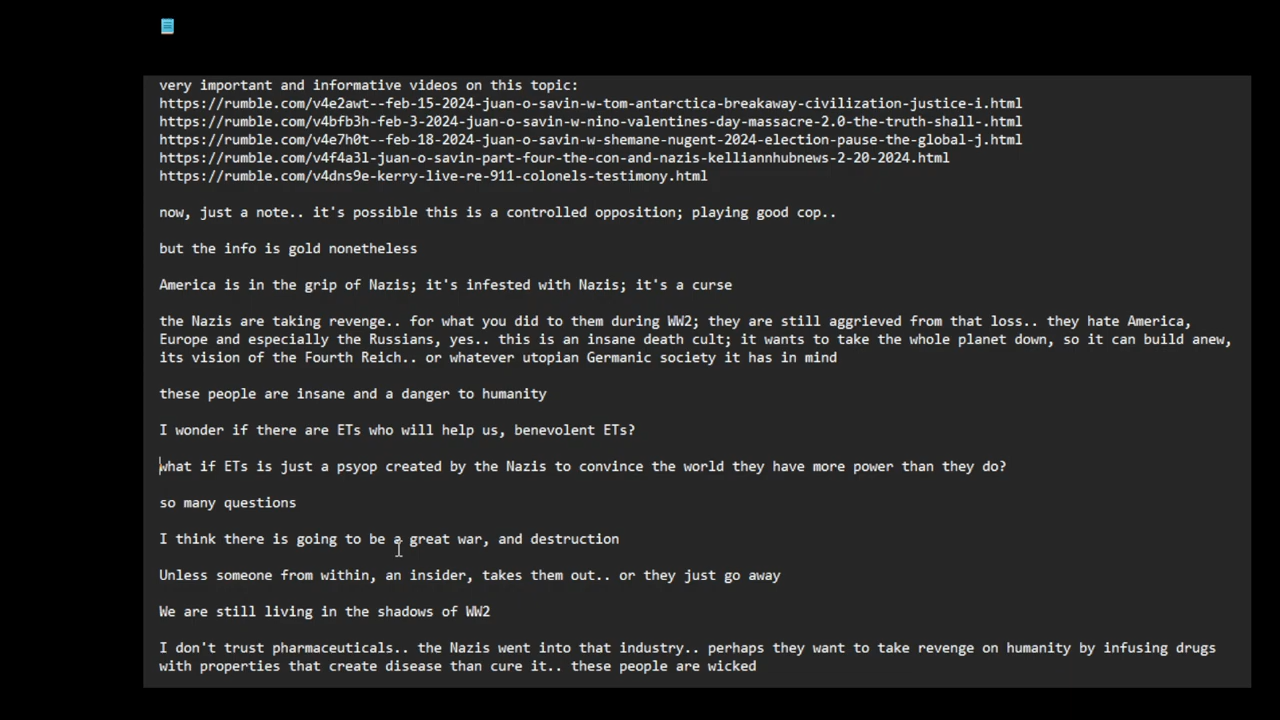 very important and informative videos on this topic:
https://rumble.com/v4e2awt--feb-15-2024-juan-o-savin-w-tom-antarctica-breakaway-civilization-justice-i.html
https://rumble.com/v4bfb3h-feb-3-2024-juan-o-savin-w-nino-valentines-day-massacre-2.0-the-truth-shall-.html
https://rumble.com/v4e7h0t--feb-18-2024-juan-o-savin-w-shemane-nugent-2024-election-pause-the-global-j.html
https://rumble.com/v4f4a3l-juan-o-savin-part-four-the-con-and-nazis-kelliannhubnews-2-20-2024.html
https://rumble.com/v4dns9e-kerry-live-re-911-colonels-testimony.html
now, just a note.. it's possible this is a controlled opposition; playing good cop..
but the info is gold nonetheless
America is in the grip of Nazis; it's infested with Nazis; it's a curse
the Nazis are taking revenge.. for what you did to them during WW2; they are still aggrieved from that loss.. they hate America,
Europe and especially the Russians, yes.. this is an insane death cult; it wants to take the whole planet down, so it can build anew,
its vision of the Fourth Reich.. or whatever utopian Germanic society it has in mind
these people are insane and a danger to humanity
I wonder if there are ETs who will help us, benevolent ETs?
what if ETs is just a psyop created by the Nazis to convince the world they have more power than they do?
so many questions
I think there is going to be a great war, and destruction
Unless someone from within, an insider, takes them out.. or they just go away
We are still living in the shadows of WW2
I don't trust pharmaceuticals.. the Nazis went into that industry.. perhaps they want to take revenge on humanity by infusing drugs
with properties that create disease than cure it.. these people are wicked